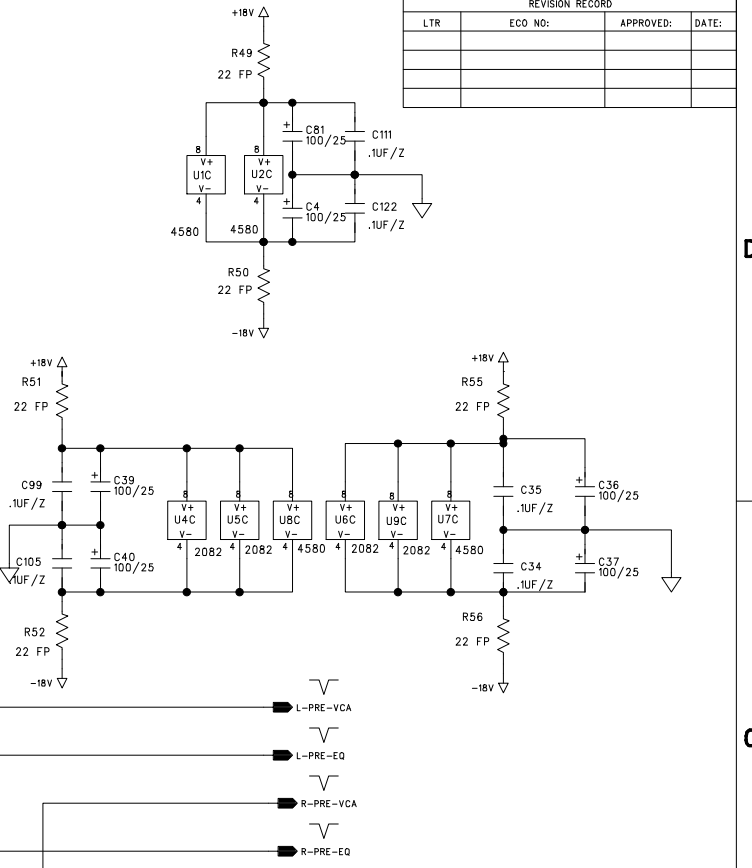 REVISION RECORD
LTR ECO NO: APPROVED: DATE:
+18V
R49
22 FP
8 V+ U1C V- 4
8 V+ U2C V- 4
4580
4580
+ C81 100/25
C111 .1UF/Z
+ C4 100/25
C122 .1UF/Z
R50
22 FP
-18V
+18V
R51
22 FP
C99 .1UF/Z
+ C39 100/25
8 V+ U4C V- 4 2082
8 V+ U5C V- 4 2082
8 V+ U8C V- 4 4580
C105 .1UF/Z
+ C40 100/25
R52
22 FP
-18V
+18V
R55
22 FP
8 V+ U6C V- 4 2082
8 V+ U9C V- 4 2082
8 V+ U7C V- 4 4580
C35 .1UF/Z
+ C36 100/25
C34 .1UF/Z
+ C37 100/25
R56
22 FP
-18V
L-PRE-VCA
L-PRE-EQ
R-PRE-VCA
R-PRE-EQ